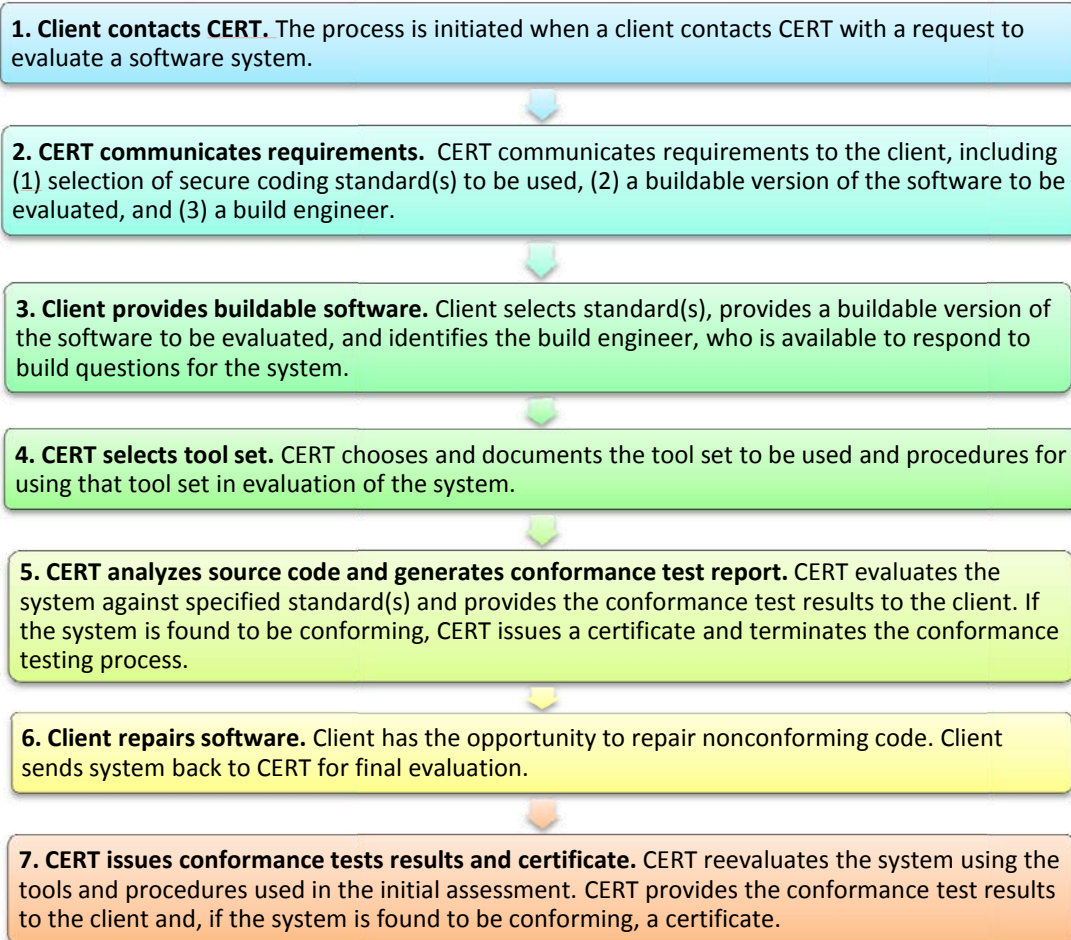 1. Client contacts CERT. The process is initiated when a client contacts CERT with a request to
evaluate a software system.
2. CERT communicates requirements. CERT communicates requirements to the client, including
(1) selection of secure coding standard(s) to be used, (2) a buildable version of the software to be
evaluated, and (3) a build engineer.
3. Client provides buildable software. Client selects standard(s), provides a buildable version of
the software to be evaluated, and identifies the build engineer, who is available to respond to
build questions for the system.
4. CERT selects tool set. CERT chooses and documents the tool set to be used and procedures for
using that tool set in evaluation of the system.
5. CERT analyzes source code and generates conformance test report. CERT evaluates the
system against specified standard(s) and provides the conformance test results to the client. If
the system is found to be conforming, CERT issues a certificate and terminates the conformance
testing process.
6. Client repairs software. Client has the opportunity to repair nonconforming code. Client
sends system back to CERT for final evaluation.
7. CERT issues conformance tests results and certificate. CERT reevaluates the system using the
tools and procedures used in the initial assessment. CERT provides the conformance test results
to the client and, if the system is found to be conforming, a certificate.